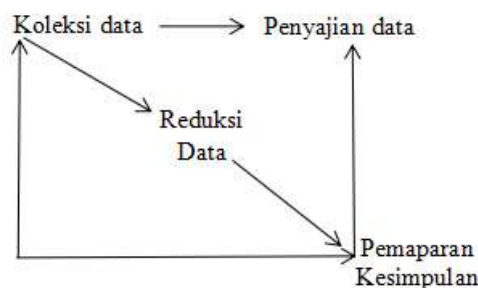 Koleksi data
Penyajian data
Reduksi
Data
Pemaparan
Kesimpulan